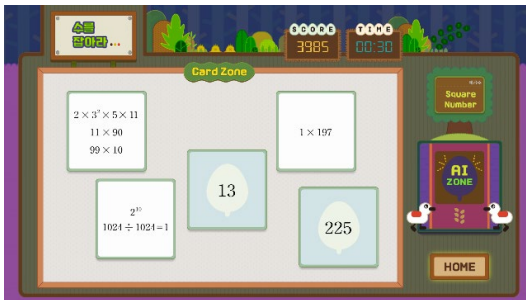 수를
잡아라...
SCORE
3985
TIME
00:30
Card Zone
Square
Number
2 × 3² × 5 × 11
11 × 90
99 × 10
1 × 197
13
2¹⁰
1024 ÷ 1024 = 1
225
AI
ZONE
HOME